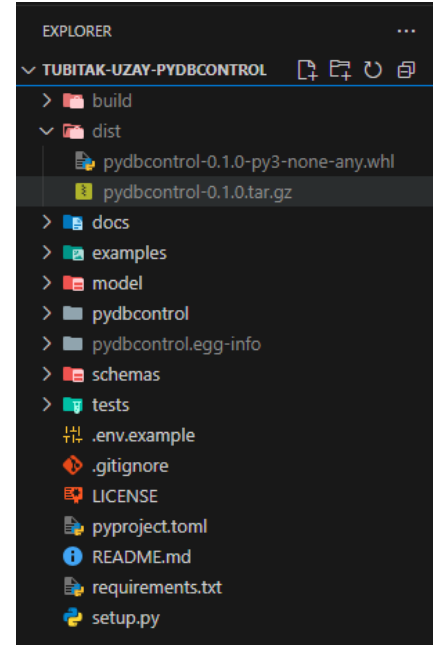 EXPLORER
TUBITAK-UZAY-PYDBCONTROL
build
dist
pydbcontrol-0.1.0-py3-none-any.whl
pydbcontrol-0.1.0.tar.gz
docs
examples
model
pydbcontrol
pydbcontrol.egg-info
schemas
tests
.env.example
.gitignore
LICENSE
pyproject.toml
README.md
requirements.txt
setup.py